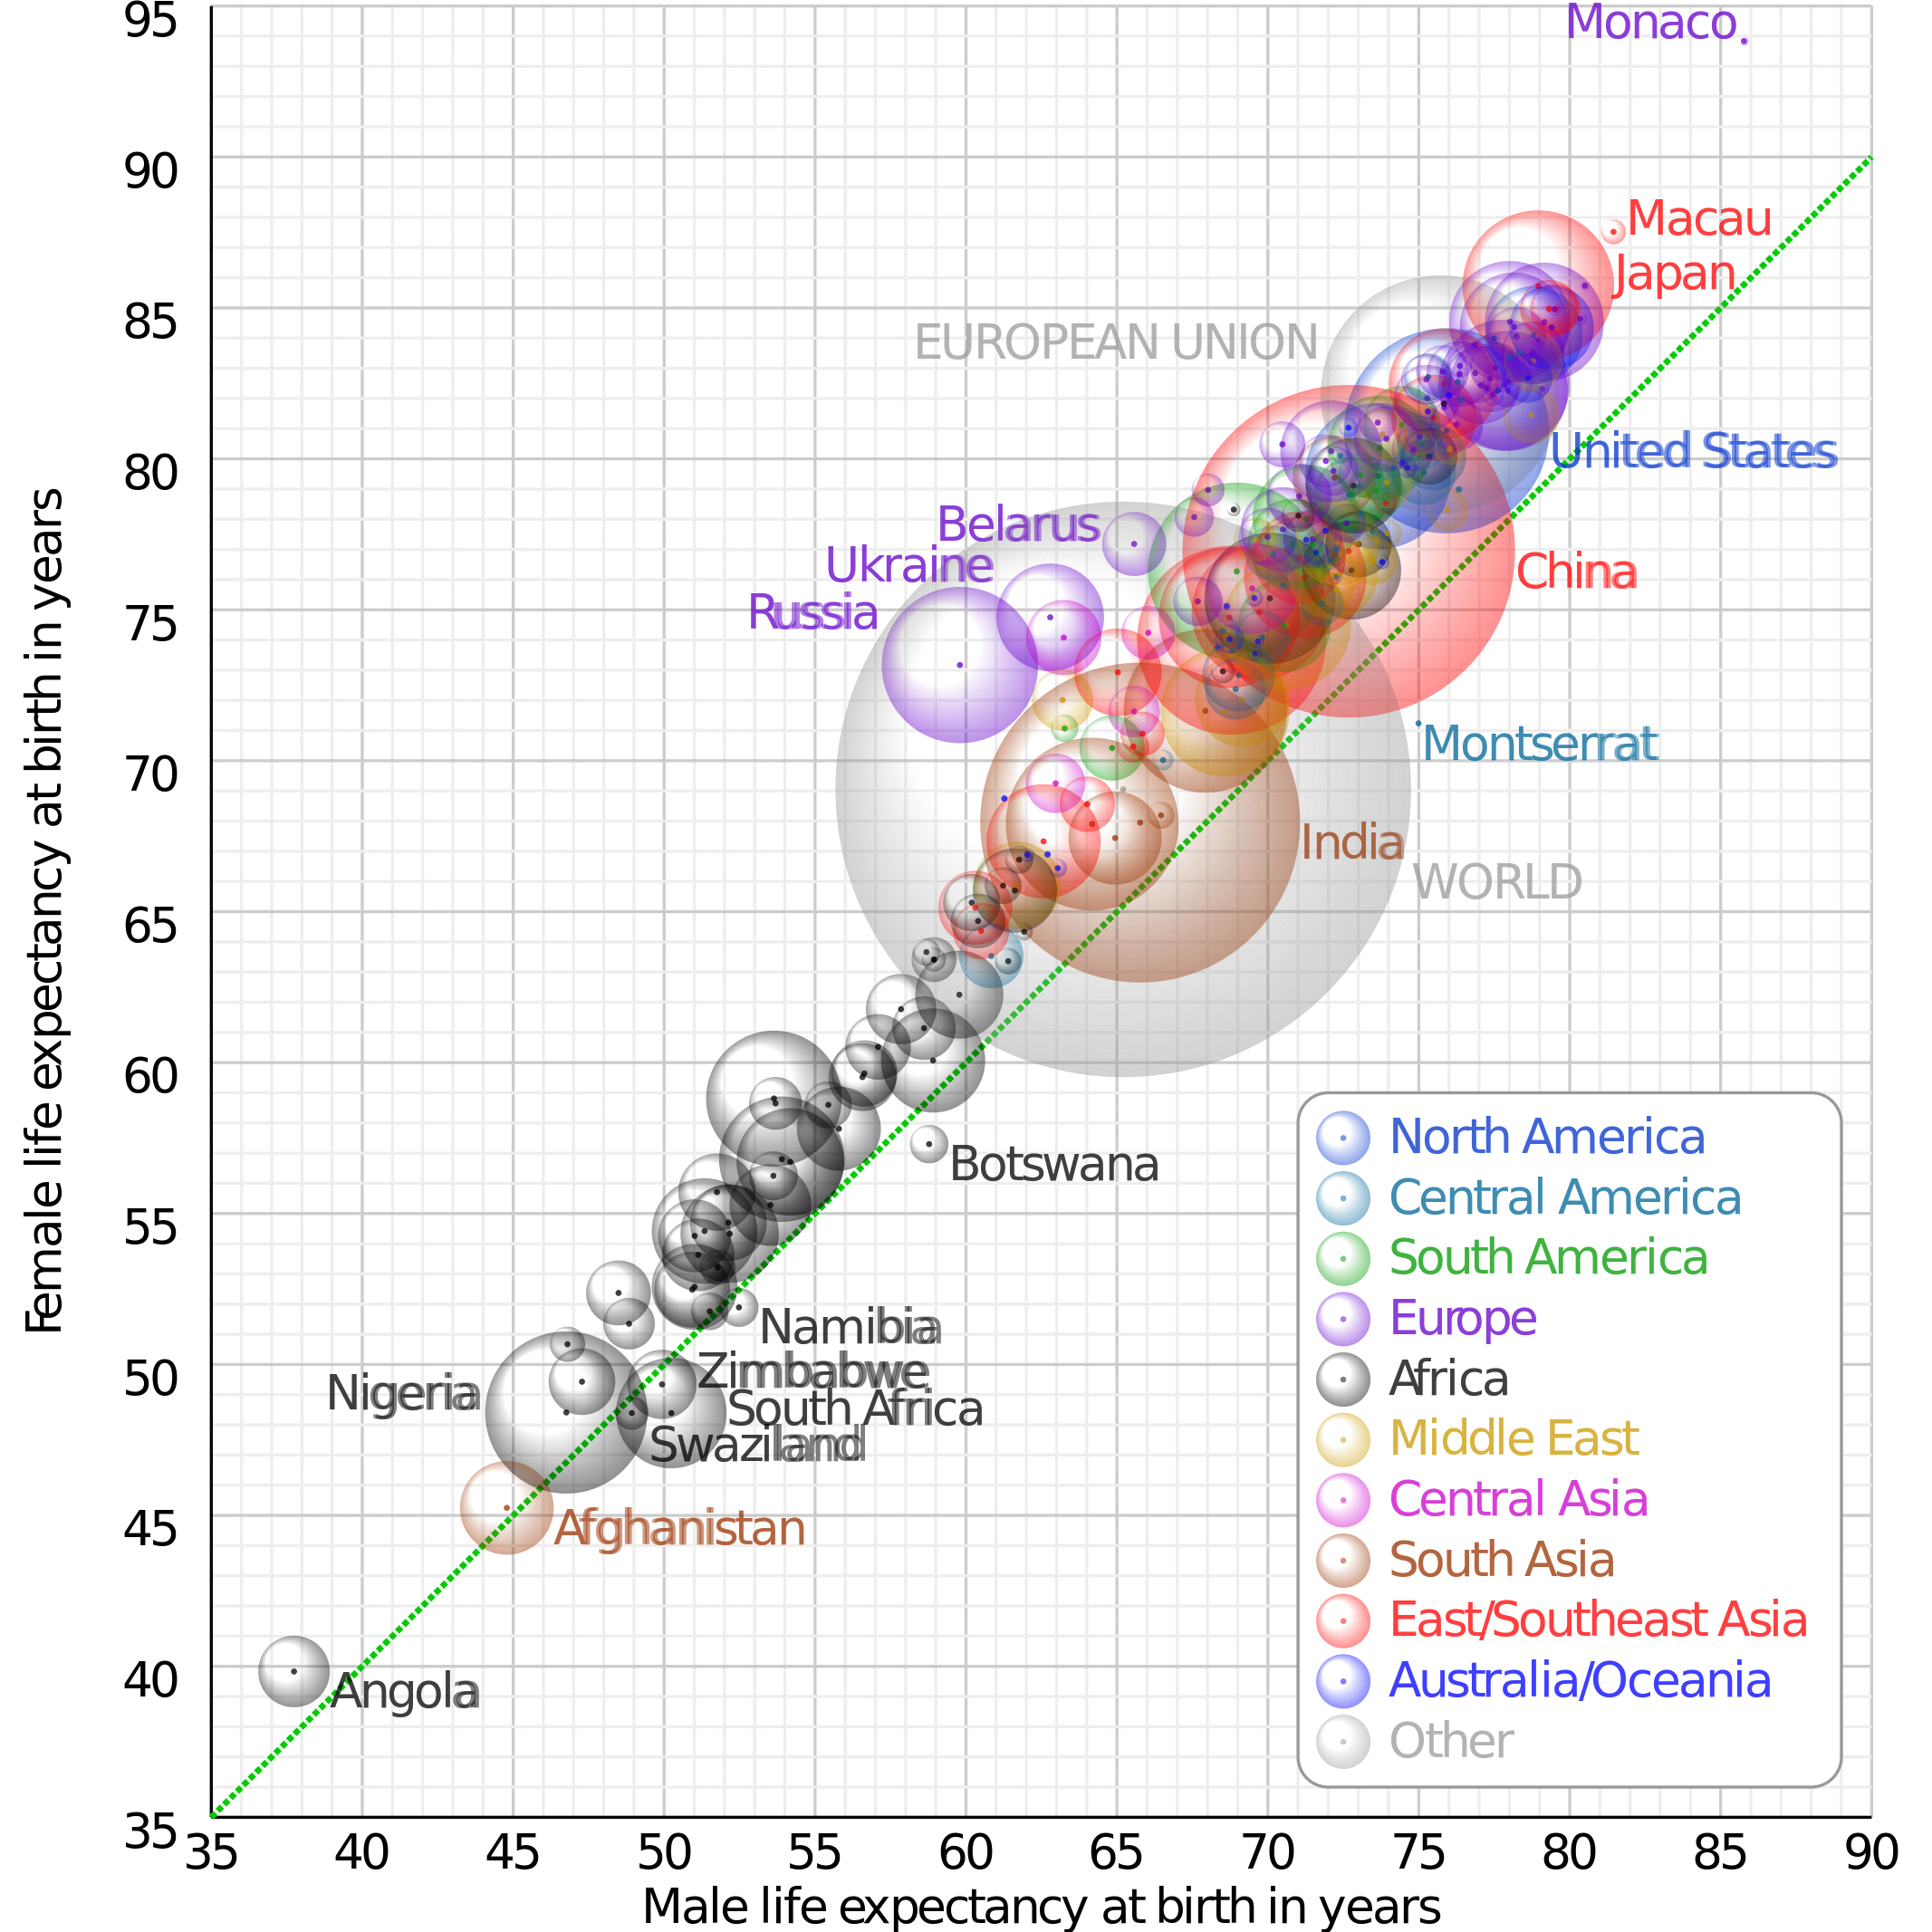 95
Monaco
90
Macau
Japan
85
EUROPEAN UNION
80
United States
Belarus
Ukraine
China
Russia
75
Montserrat
70
India
WORLD
65
60
Botswana
55
Namibia
Zimbabwe
50
Nigeria
South Africa
Swaziland
45
Afghanistan
40
Angola
35
Female life expectancy at birth in years
North America
Central America
South America
Europe
Africa
Middle East
Central Asia
South Asia
East/Southeast Asia
Australia/Oceania
Other
35 40 45 50 55 60 65 70 75 80 85 90
Male life expectancy at birth in years